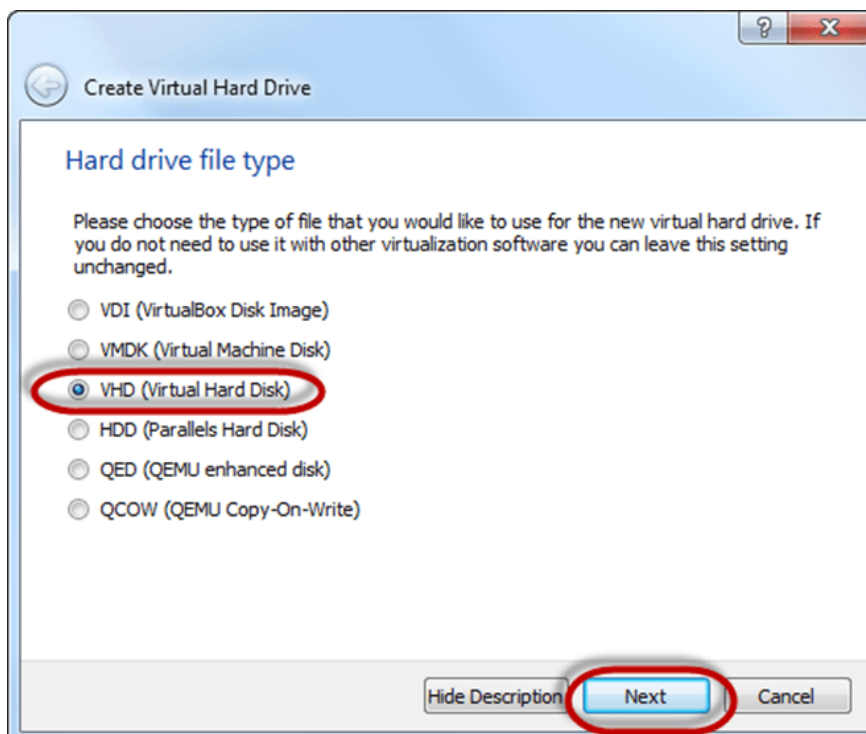 Create Virtual Hard Drive
Hard drive file type
Please choose the type of file that you would like to use for the new virtual hard drive. If
you do not need to use it with other virtualization software you can leave this setting
unchanged.
VDI (VirtualBox Disk Image)
VMDK (Virtual Machine Disk)
VHD (Virtual Hard Disk)
HDD (Parallels Hard Disk)
QED (QEMU enhanced disk)
QCOW (QEMU Copy-On-Write)
Hide Description Next Cancel